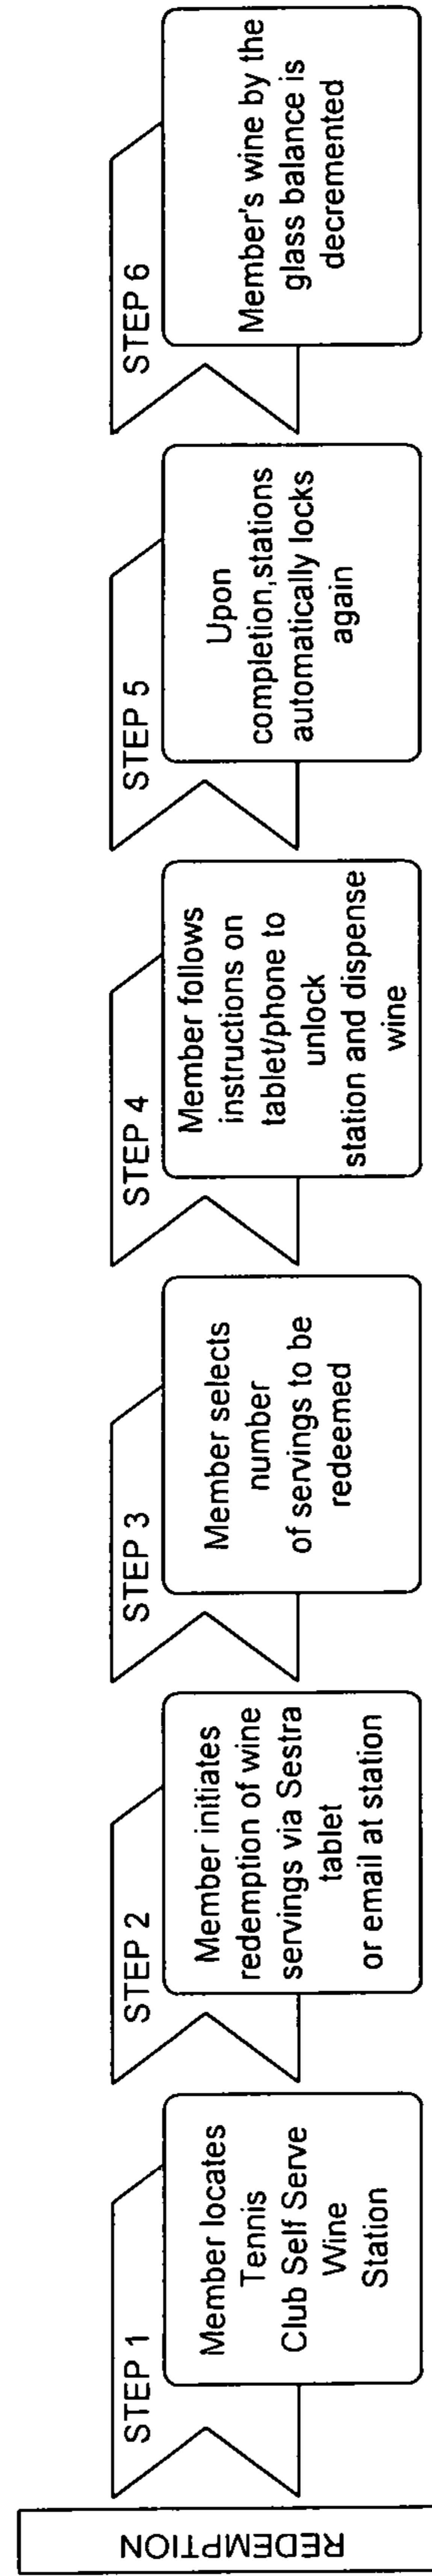 REDEMPTION
STEP 1
Member locates
Tennis
Club Self Serve
Wine
Station
STEP 2
Member initiates
redemption of wine
servings via Sestra
tablet
or email at station
STEP 3
Member selects
number
of servings to be
redeemed
STEP 4
Member follows
instructions on
tablet/phone to
unlock
station and dispense
wine
STEP 5
Upon
completion,stations
automatically locks
again
STEP 6
Member's wine by the
glass balance is
decremented